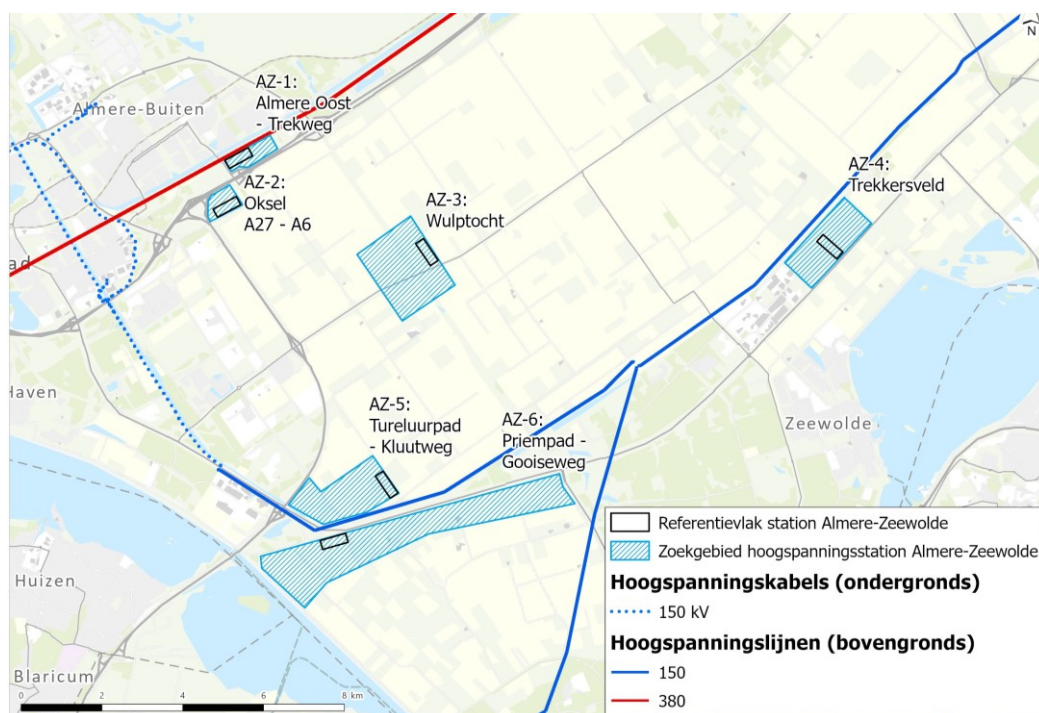 N
AZ-1:
Almere Oost
- Trekweg
Almere-Buiten
AZ-2:
Oksel
A27 - A6
AZ-3:
Wulptocht
AZ-4:
Trekkersveld
ad
Haven
AZ-5:
Tureluurpad
- Kluutweg
AZ-6:
Priempad -
Gooiseweg
Zeewolde
Huizen
Blaricum
0 2 4 6 8 km
Referentievlak station Almere-Zeewolde
Zoekgebied hoogspanningsstation Almere-Zeewolde
Hoogspanningskabels (ondergronds)
150 kV
Hoogspanningslijnen (bovengronds)
150
380